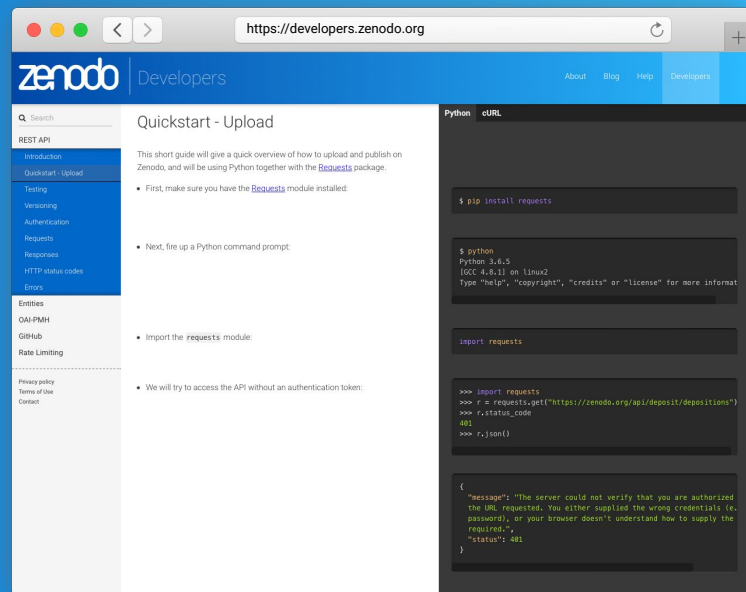 https://developers.zenodo.org
zenodo
Developers
About Blog Help Developers
Search
REST API
Introduction
Quickstart - Upload
Testing
Versioning
Authentication
Requests
Responses
HTTP status codes
Errors
Entities
OAI-PMH
GitHub
Rate Limiting
Privacy policy
Terms of Use
Contact
Quickstart - Upload
This short guide will give a quick overview of how to upload and publish on
Zenodo, and will be using Python together with the Requests package.
First, make sure you have the Requests module installed:
Next, fire up a Python command prompt:
Import the requests module:
We will try to access the API without an authentication token:
Python cURL
$ pip install requests
$ python
Python 3.6.5
[GCC 4.8.1] on linux2
Type "help", "copyright", "credits" or "license" for more informat
import requests
>>> import requests
>>> r = requests.get("https://zenodo.org/api/deposit/depositions")
>>> r.status_code
401
>>> r.json()
{
"message": "The server could not verify that you are authorized
the URL requested. You either supplied the wrong credentials (e.
password), or your browser doesn't understand how to supply the
required.",
"status": 401
}